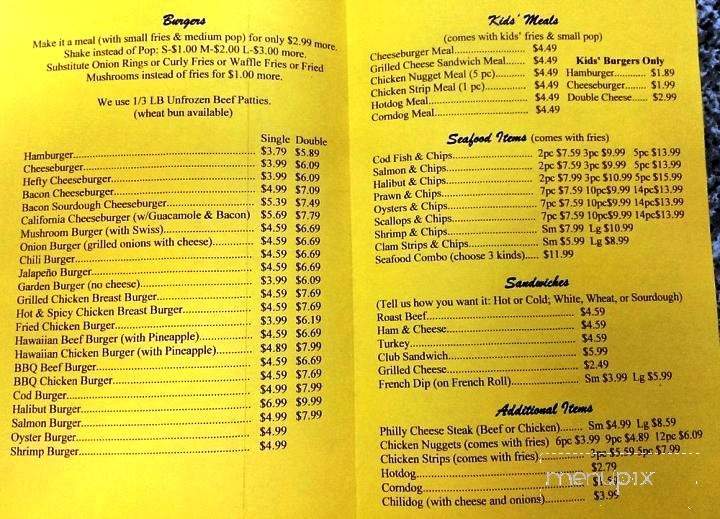 Burgers
Make it a meal (with small fries & medium pop) for only $2.99 more.
Shake instead of Pop: S-$1.00 M-$2.00 L-$3.00 more.
Substitute Onion Rings or Curly Fries or Waffle Fries or Fried
Mushrooms instead of fries for $1.00 more.
We use 1/3 LB Unfrozen Beef Patties.
(wheat bun available)
Single Double
Hamburger $3.79 $5.89
Cheeseburger $3.99 $6.09
Hefty Cheeseburger $3.99 $6.09
Bacon Cheeseburger $4.99 $7.09
Bacon Sourdough Cheeseburger $5.39 $7.49
California Cheeseburger (w/Guacamole & Bacon) $5.69 $7.79
Mushroom Burger (with Swiss) $4.59 $6.69
Onion Burger (grilled onions with cheese) $4.59 $6.69
Chili Burger $4.59 $6.69
Jalapeño Burger $4.59 $6.69
Garden Burger (no cheese) $3.99 $6.09
Grilled Chicken Breast Burger $4.59 $7.69
Hot & Spicy Chicken Breast Burger $4.59 $7.69
Fried Chicken Burger $3.99 $6.19
Hawaiian Beef Burger (with Pineapple) $4.59 $6.69
Hawaiian Chicken Burger (with Pineapple) $4.89 $7.99
BBQ Beef Burger $4.59 $6.69
BBQ Chicken Burger $4.59 $7.69
Cod Burger $4.99 $7.99
Halibut Burger $6.99 $9.99
Salmon Burger $4.99 $7.99
Oyster Burger $4.99
Shrimp Burger $4.99
Kids' Meals
(comes with kids' fries & small pop)
Cheeseburger Meal $4.49
Grilled Cheese Sandwich Meal $4.49
Chicken Nugget Meal (5 pc) $4.49
Chicken Strip Meal (1 pc) $4.49
Hotdog Meal $4.49
Corndog Meal $4.49
Kids' Burgers Only
Hamburger $1.89
Cheeseburger $1.99
Double Cheese $2.99
Seafood Items (comes with fries)
Cod Fish & Chips 2pc $7.59 3pc $9.99 5pc $13.99
Salmon & Chips 2pc $7.59 3pc $9.99 5pc $13.99
Halibut & Chips 2pc $7.99 3pc $10.99 5pc $15.99
Prawn & Chips 7pc $7.59 10pc$9.99 14pc$13.99
Oysters & Chips 7pc $7.59 10pc$9.99 14pc$13.99
Scallops & Chips 7pc $7.59 10pc$9.99 14pc$13.99
Shrimp & Chips Sm $7.99 Lg $10.99
Clam Strips & Chips Sm $5.99 Lg $8.99
Seafood Combo (choose 3 kinds) $11.99
Sandwiches
(Tell us how you want it: Hot or Cold; White, Wheat, or Sourdough)
Roast Beef $4.59
Ham & Cheese $4.59
Turkey $4.59
Club Sandwich $5.99
Grilled Cheese $2.49
French Dip (on French Roll) Sm $3.99 Lg $5.99
Additional Items
Philly Cheese Steak (Beef or Chicken) Sm $4.99 Lg $8.59
Chicken Nuggets (comes with fries) 6pc $3.99 9pc $4.89 12pc $6.09
Chicken Strips (comes with fries) 3pc $5.59 5pc $7.99
Hotdog $2.79
Corndog
Chilidog (with cheese and onions) $3.99
menupix